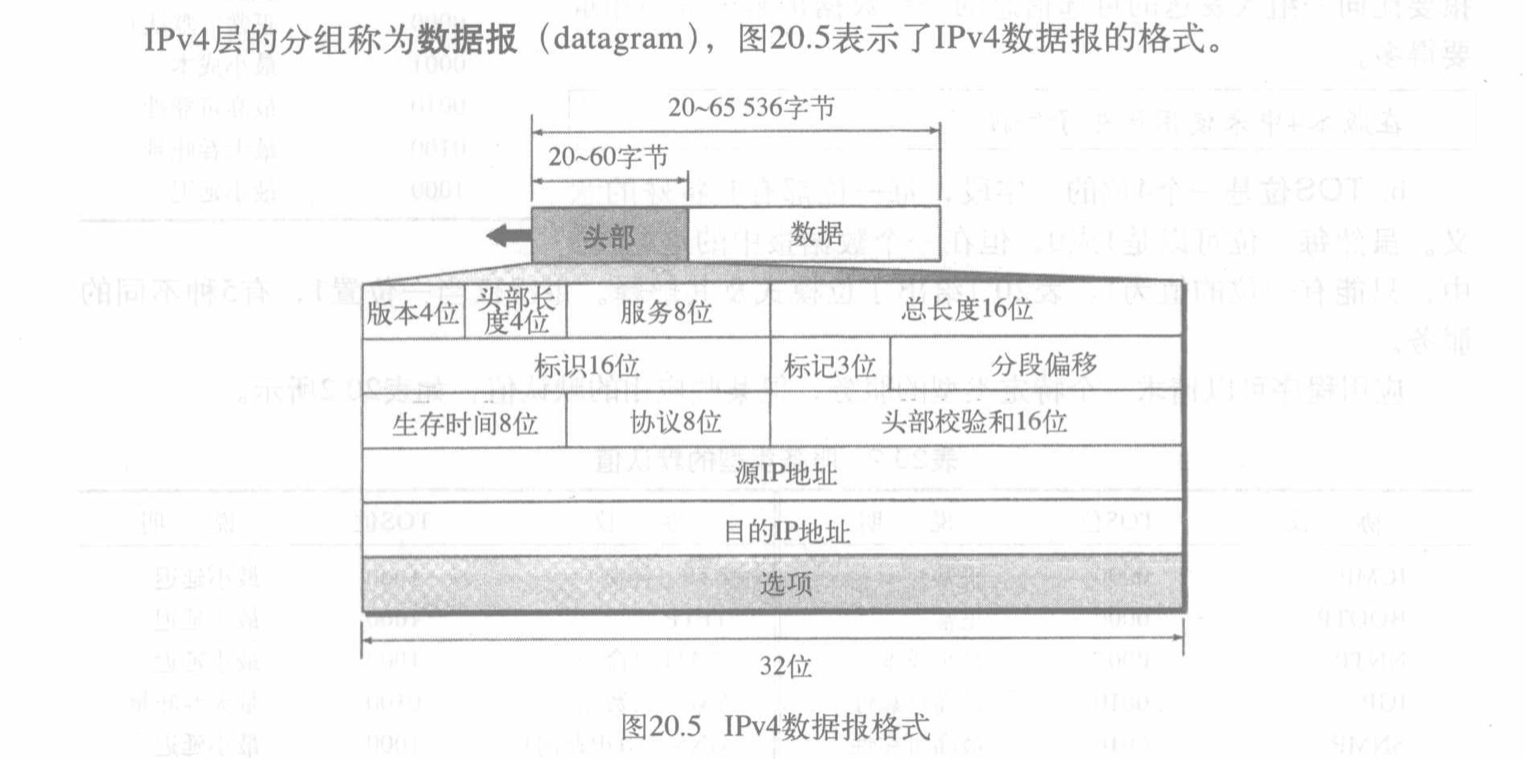 IPv4层的分组称为数据报（datagram），图20.5表示了IPv4数据报的格式。
20~65 536字节
20~60字节
头部 数据
版本4位 头部长度4位 服务8位 总长度16位
标识16位 标记3位 分段偏移
生存时间8位 协议8位 头部校验和16位
源IP地址
目的IP地址
选项
32位
图20.5 IPv4数据报格式